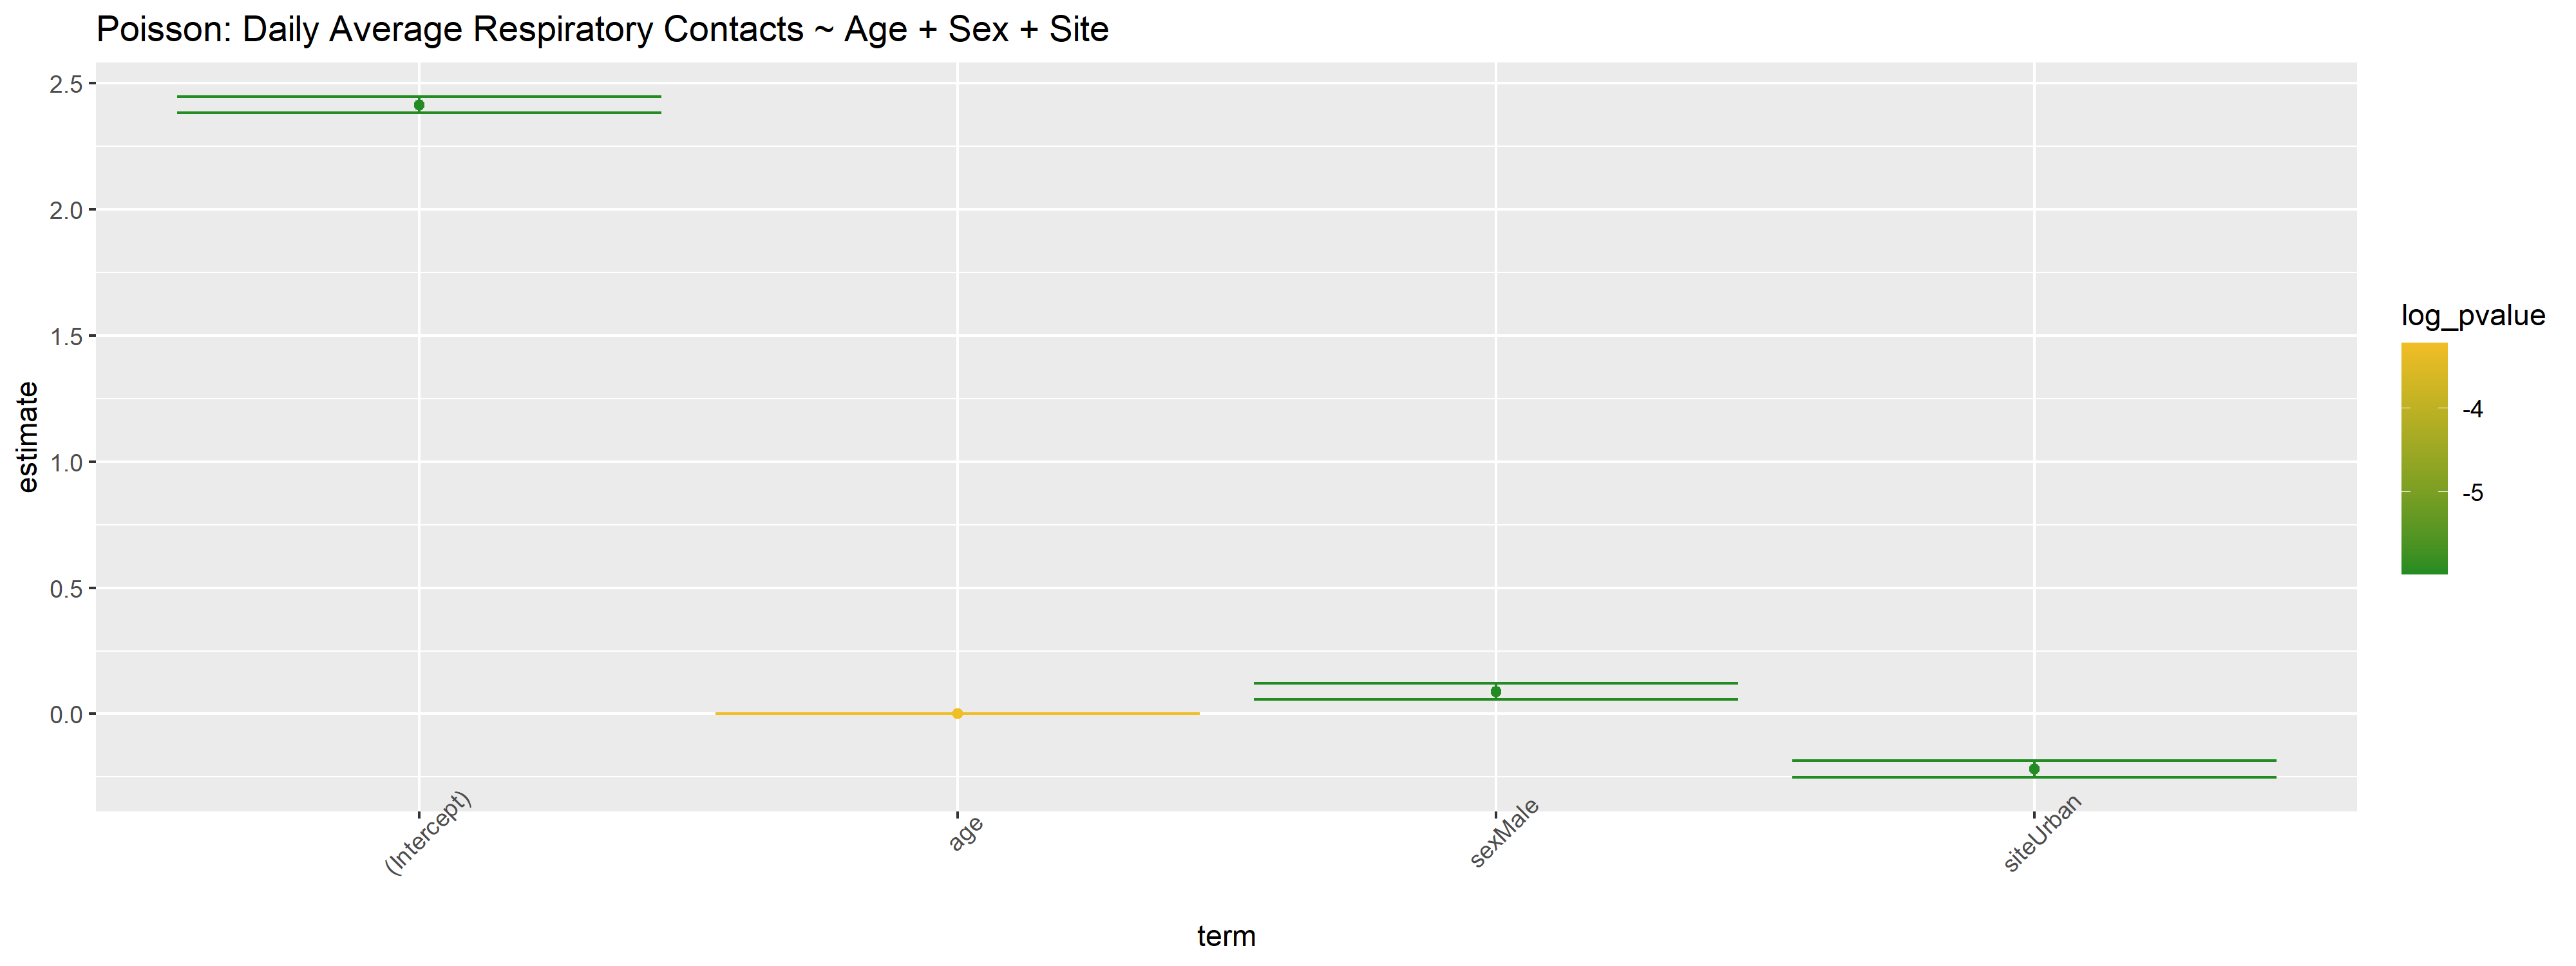 Poisson: Daily Average Respiratory Contacts ~ Age + Sex + Site
2.5
2.0
1.5
1.0
0.5
0.0
estimate
(Intercept)
age
sexMale
siteUrban
term
log_pvalue
-4
-5